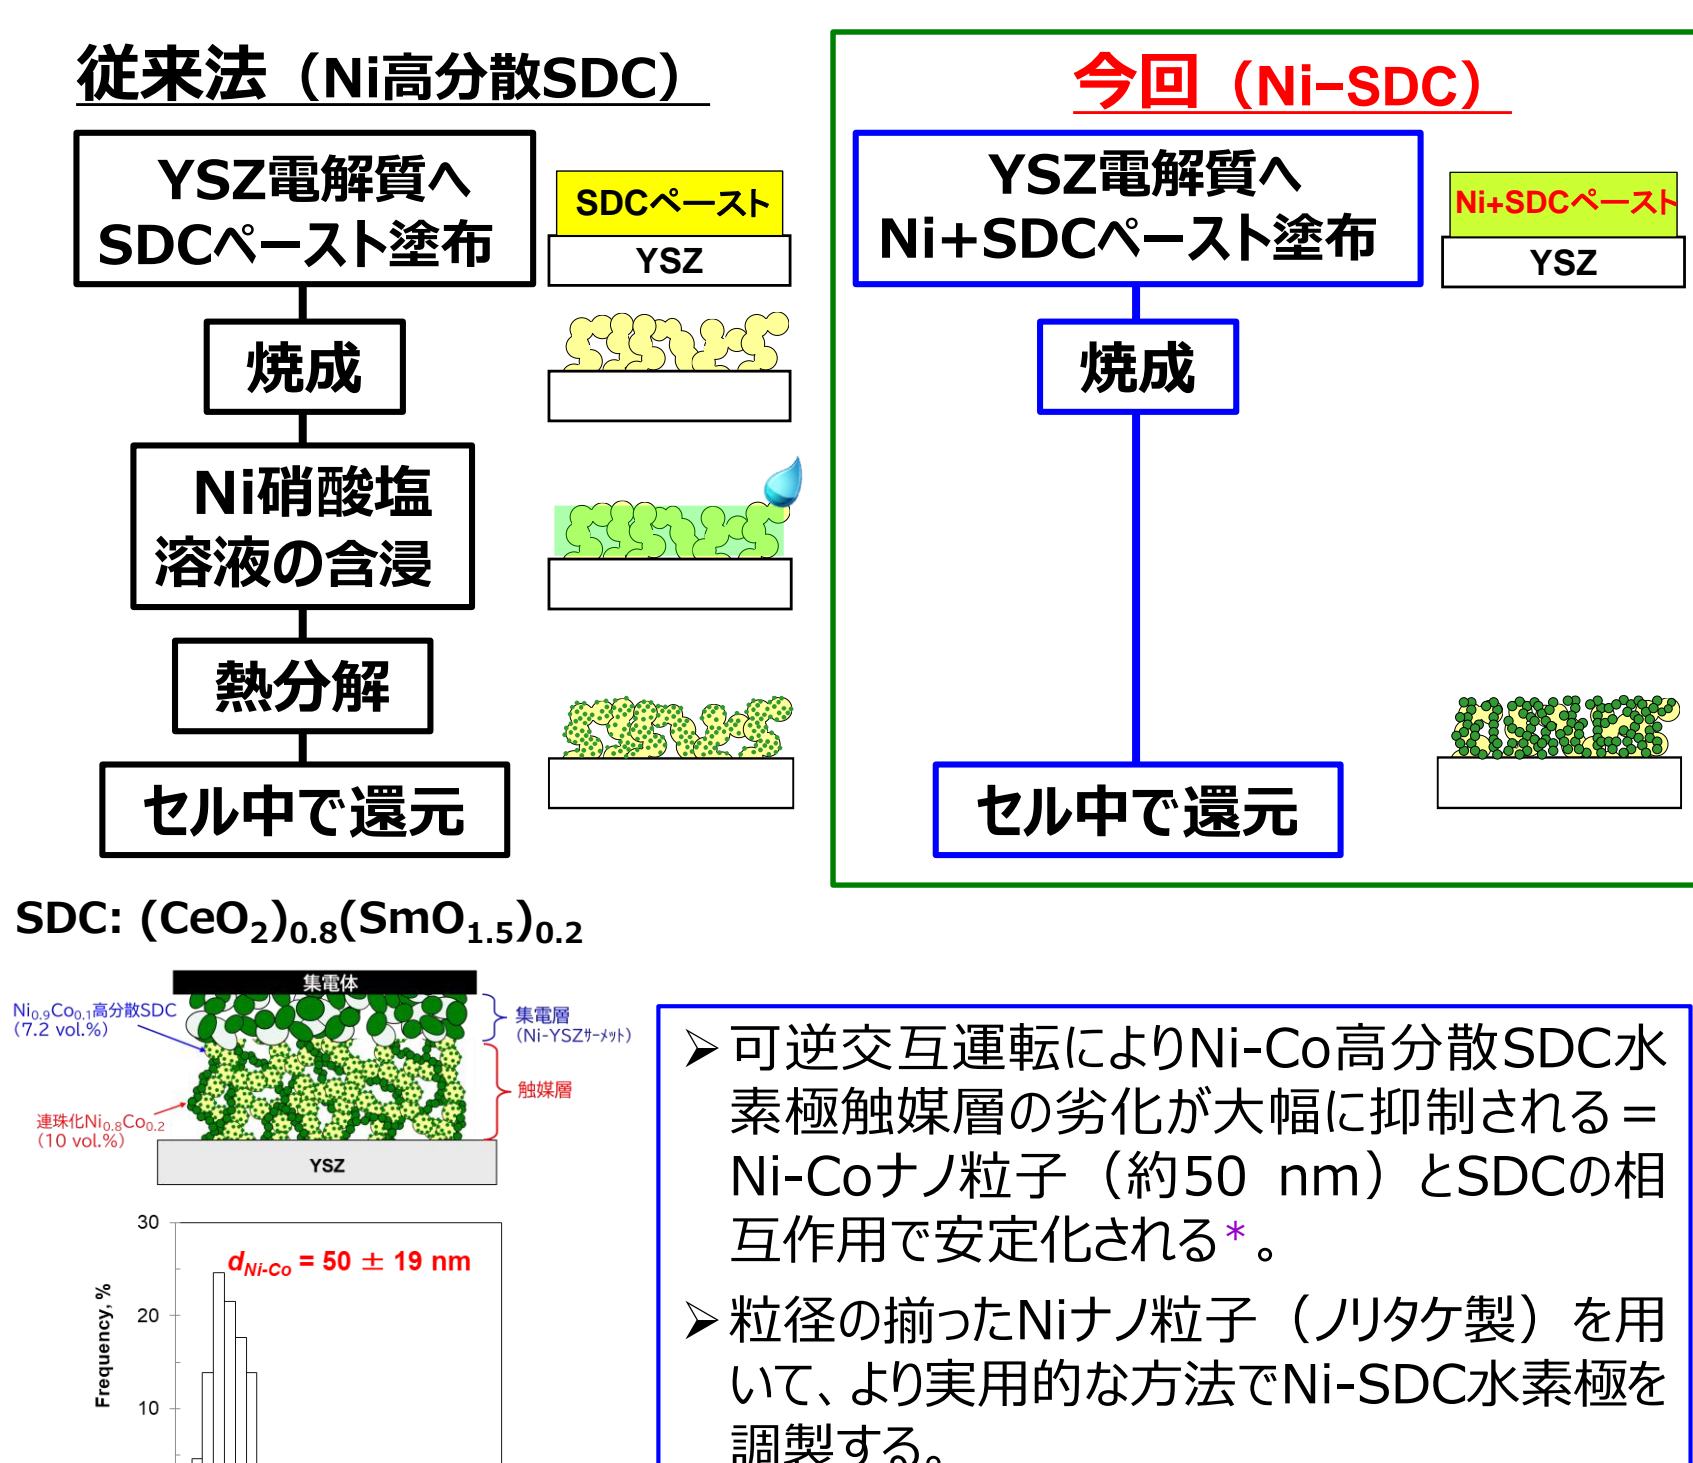 従来法（Ni高分散SDC）
YSZ電解質へ
SDCペースト塗布
SDCペースト
YSZ
焼成
Ni硝酸塩
溶液の含浸
熱分解
セル中で還元
今回（Ni−SDC）
YSZ電解質へ
Ni+SDCペースト塗布
Ni+SDCペースト
YSZ
焼成
セル中で還元
SDC: (CeO₂)₀.₈(SmO₁.₅)₀.₂
集電体
Ni₀.₉Co₀.₁高分散SDC
(7.2 vol.%)
集電層
(Ni-YSZｻｰﾒｯﾄ)
触媒層
連珠化Ni₀.₈Co₀.₂
(10 vol.%)
YSZ
30
d_Ni-Co = 50 ± 19 nm
Frequency, %
20
10
➢可逆交互運転によりNi-Co高分散SDC水
素極触媒層の劣化が大幅に抑制される＝
Ni-Coナノ粒子（約50 nm）とSDCの相
互作用で安定化される*。
➢粒径の揃ったNiナノ粒子（ノリタケ製）を用
いて、より実用的な方法でNi-SDC水素極を
調製する。